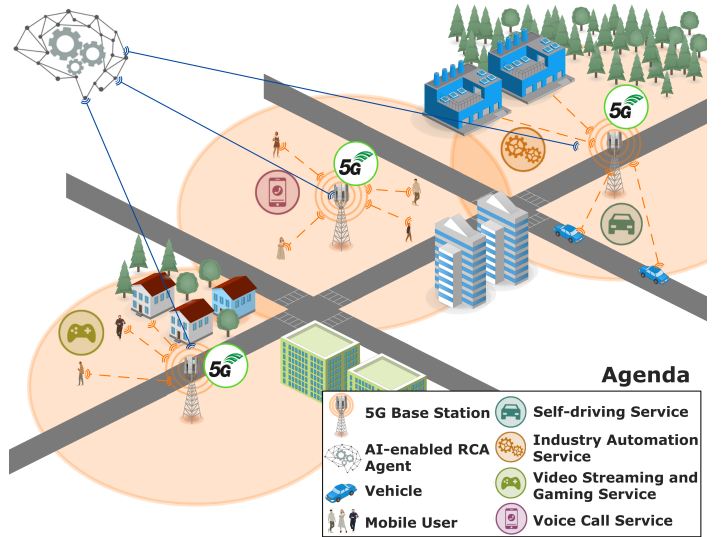 5G
5G
5G
Agenda
5G Base Station
AI-enabled RCA
Agent
Vehicle
Mobile User
Self-driving Service
Industry Automation
Service
Video Streaming and
Gaming Service
Voice Call Service